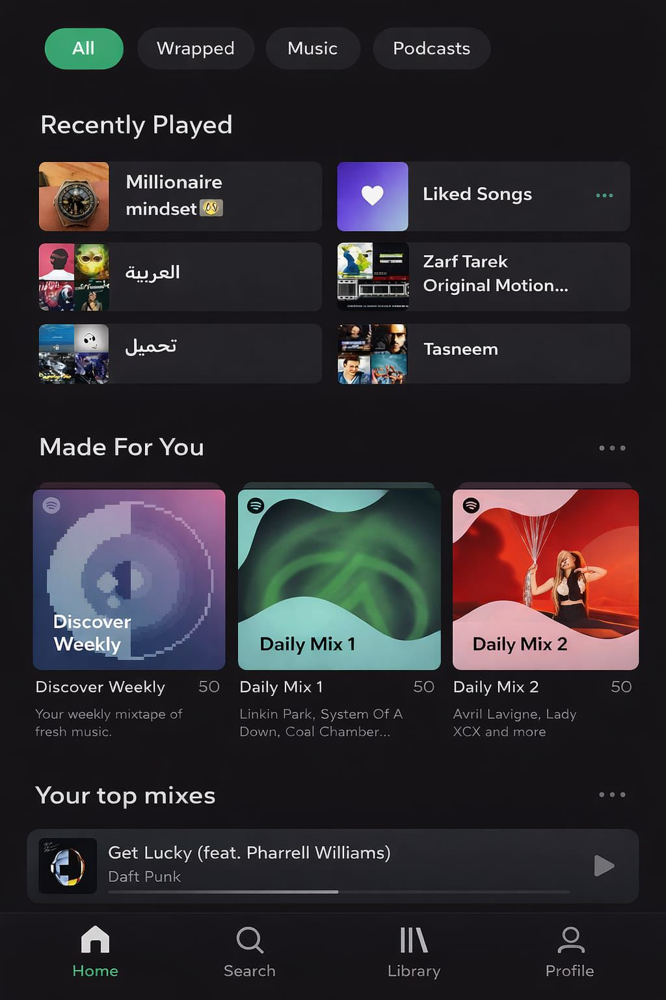 All
Wrapped
Music
Podcasts
Recently Played
Millionaire
mindset
Liked Songs
العربية
Zarf Tarek
Original Motion...
تحميل
Tasneem
Made For You
Discover
Weekly
Daily Mix 1
Daily Mix 2
Discover Weekly 50
Daily Mix 1 50
Daily Mix 2 50
Your weekly mixtape of
fresh music.
Linkin Park, System Of A
Down, Coal Chamber...
Avril Lavigne, Lady
XCX and more
Your top mixes
Get Lucky (feat. Pharrell Williams)
Daft Punk
Home
Search
Library
Profile